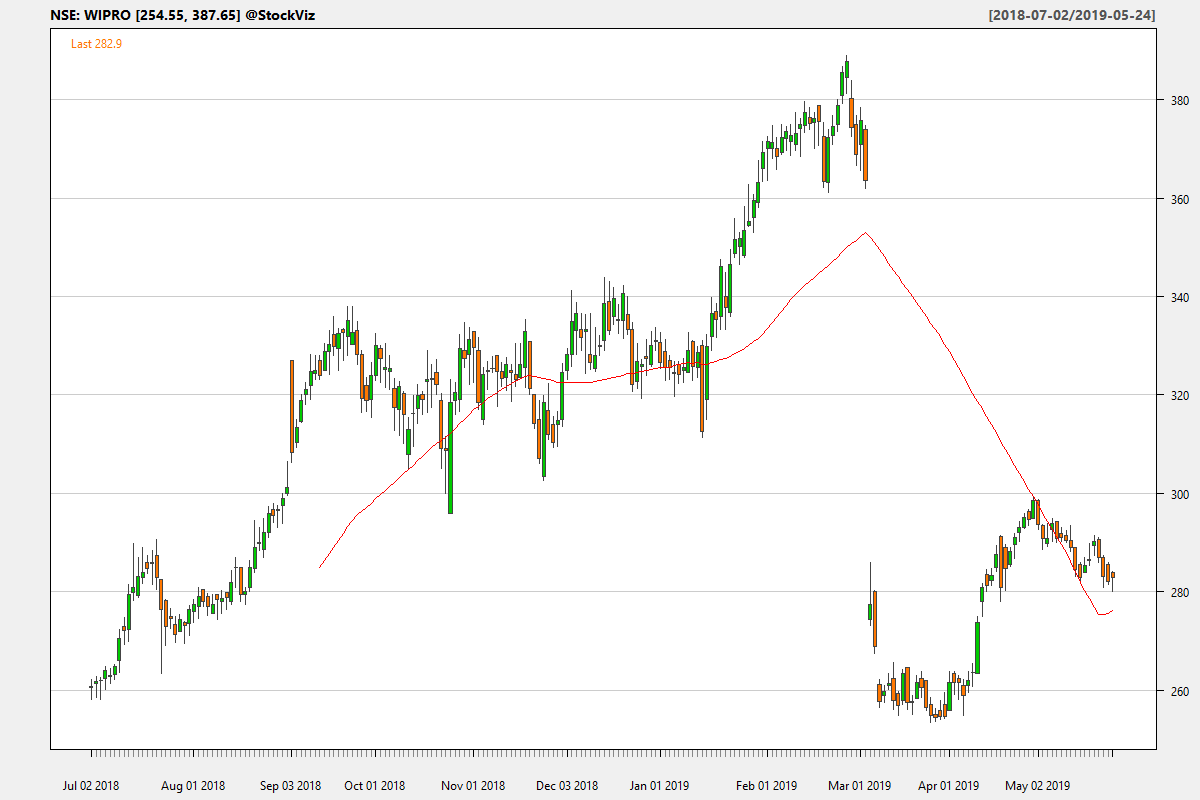 NSE: WIPRO [254.55, 387.65] @StockViz
[2018-07-02/2019-05-24]
Last 282.9
380
360
340
320
300
280
260
Jul 02 2018
Aug 01 2018
Sep 03 2018
Oct 01 2018
Nov 01 2018
Dec 03 2018
Jan 01 2019
Feb 01 2019
Mar 01 2019
Apr 01 2019
May 02 2019